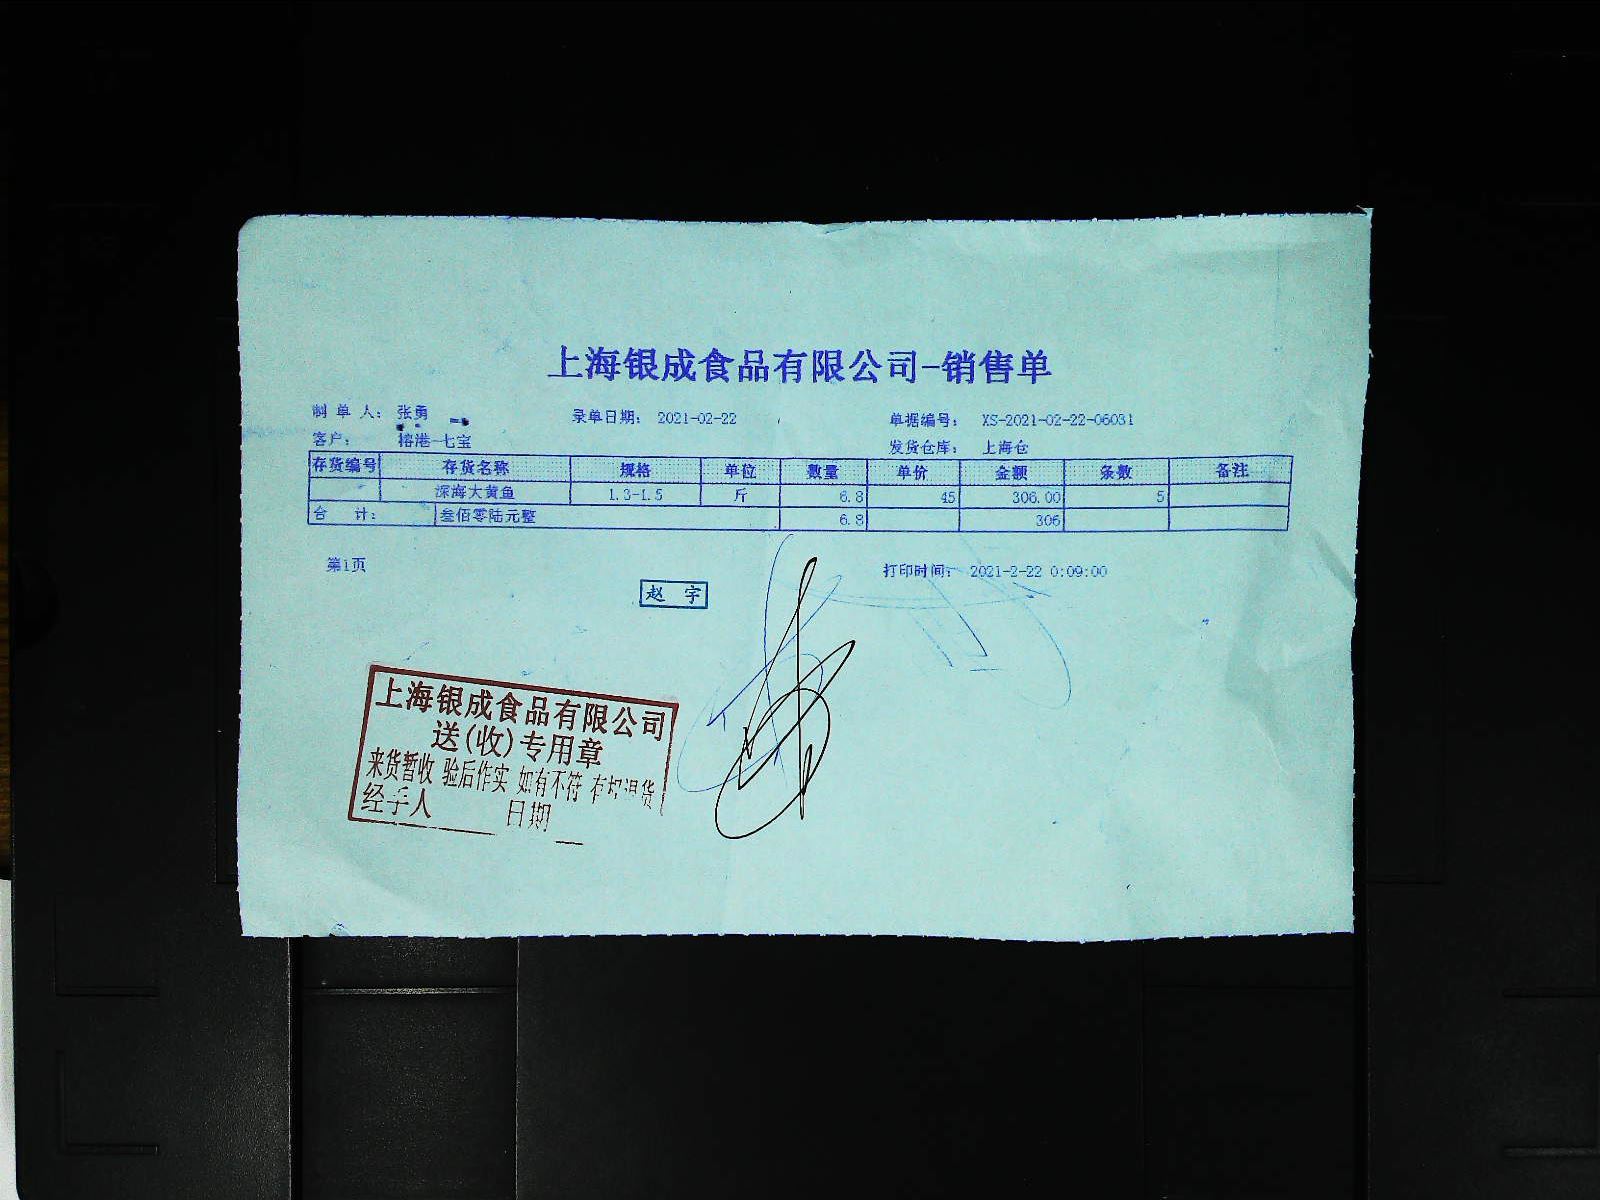 上海银成食品有限公司-销售单
制 单 人： 张勇 录单日期： 2021-02-22 单据编号： XS-2021-02-22-06031
客户： 榕港-七宝 发货仓库： 上海仓
存货编号 存货名称 规格 单位 数量 单价 金额 条数 备注
深海大黄鱼 1.3-1.5 斤 6.8 45 306.00 5
合 计： 叁佰零陆元整 6.8 306
第1页 打印时间： 2021-2-22 0:09:00
赵 宇
上海银成食品有限公司
送(收)专用章
来货暂收 验后作实 如有不符 货
经手人 日期